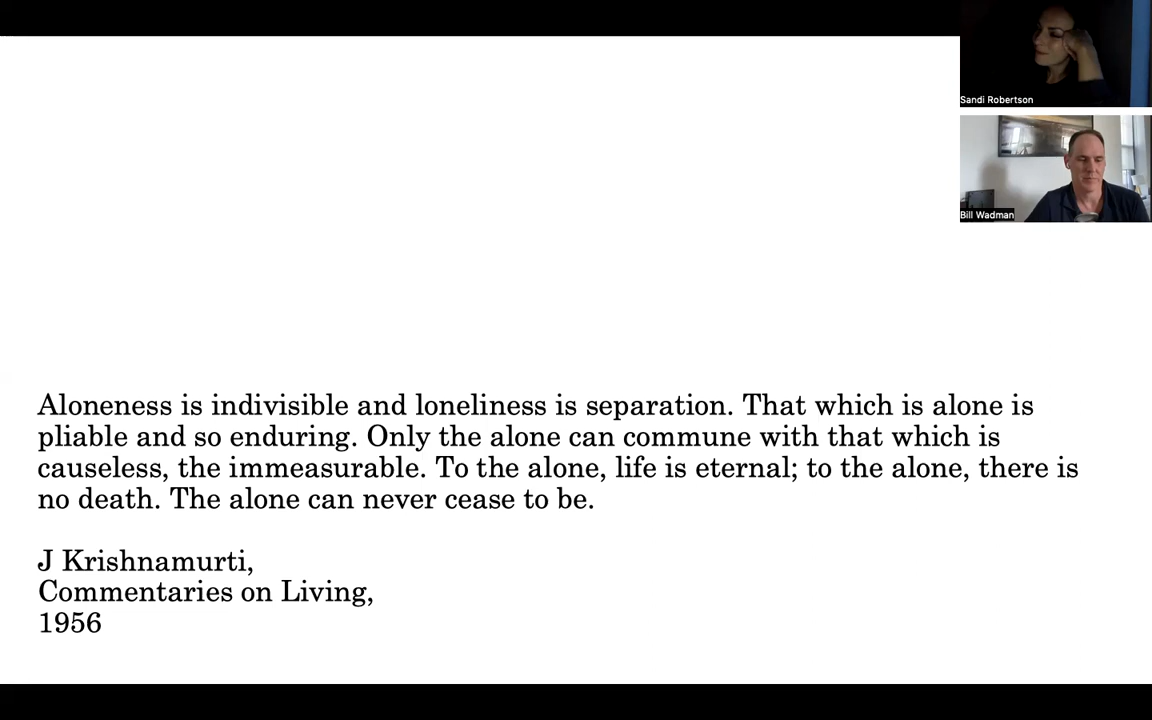 Sandi Robertson
Bill Wadman
Aloneness is indivisible and loneliness is separation. That which is alone is
pliable and so enduring. Only the alone can commune with that which is
causeless, the immeasurable. To the alone, life is eternal; to the alone, there is
no death. The alone can never cease to be.
J Krishnamurti,
Commentaries on Living,
1956